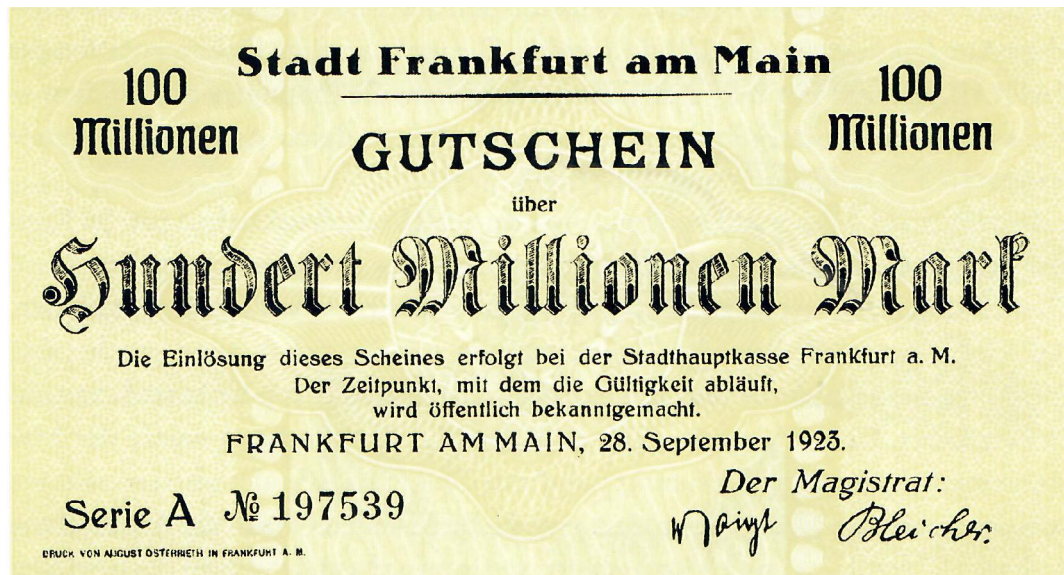 Stadt Frankfurt am Main
100 Millionen
100 Millionen
GUTSCHEIN
über
Hundert Millionen Mark
Die Einlösung dieses Scheines erfolgt bei der Stadthauptkasse Frankfurt a. M.
Der Zeitpunkt, mit dem die Gültigkeit abläuft,
wird öffentlich bekanntgemacht.
FRANKFURT AM MAIN, 28. September 1923.
Der Magistrat:
Serie A № 197539
Voigt Bleicher.
DRUCK VON AUGUST OSTERRIETH IN FRANKFURT A. M.